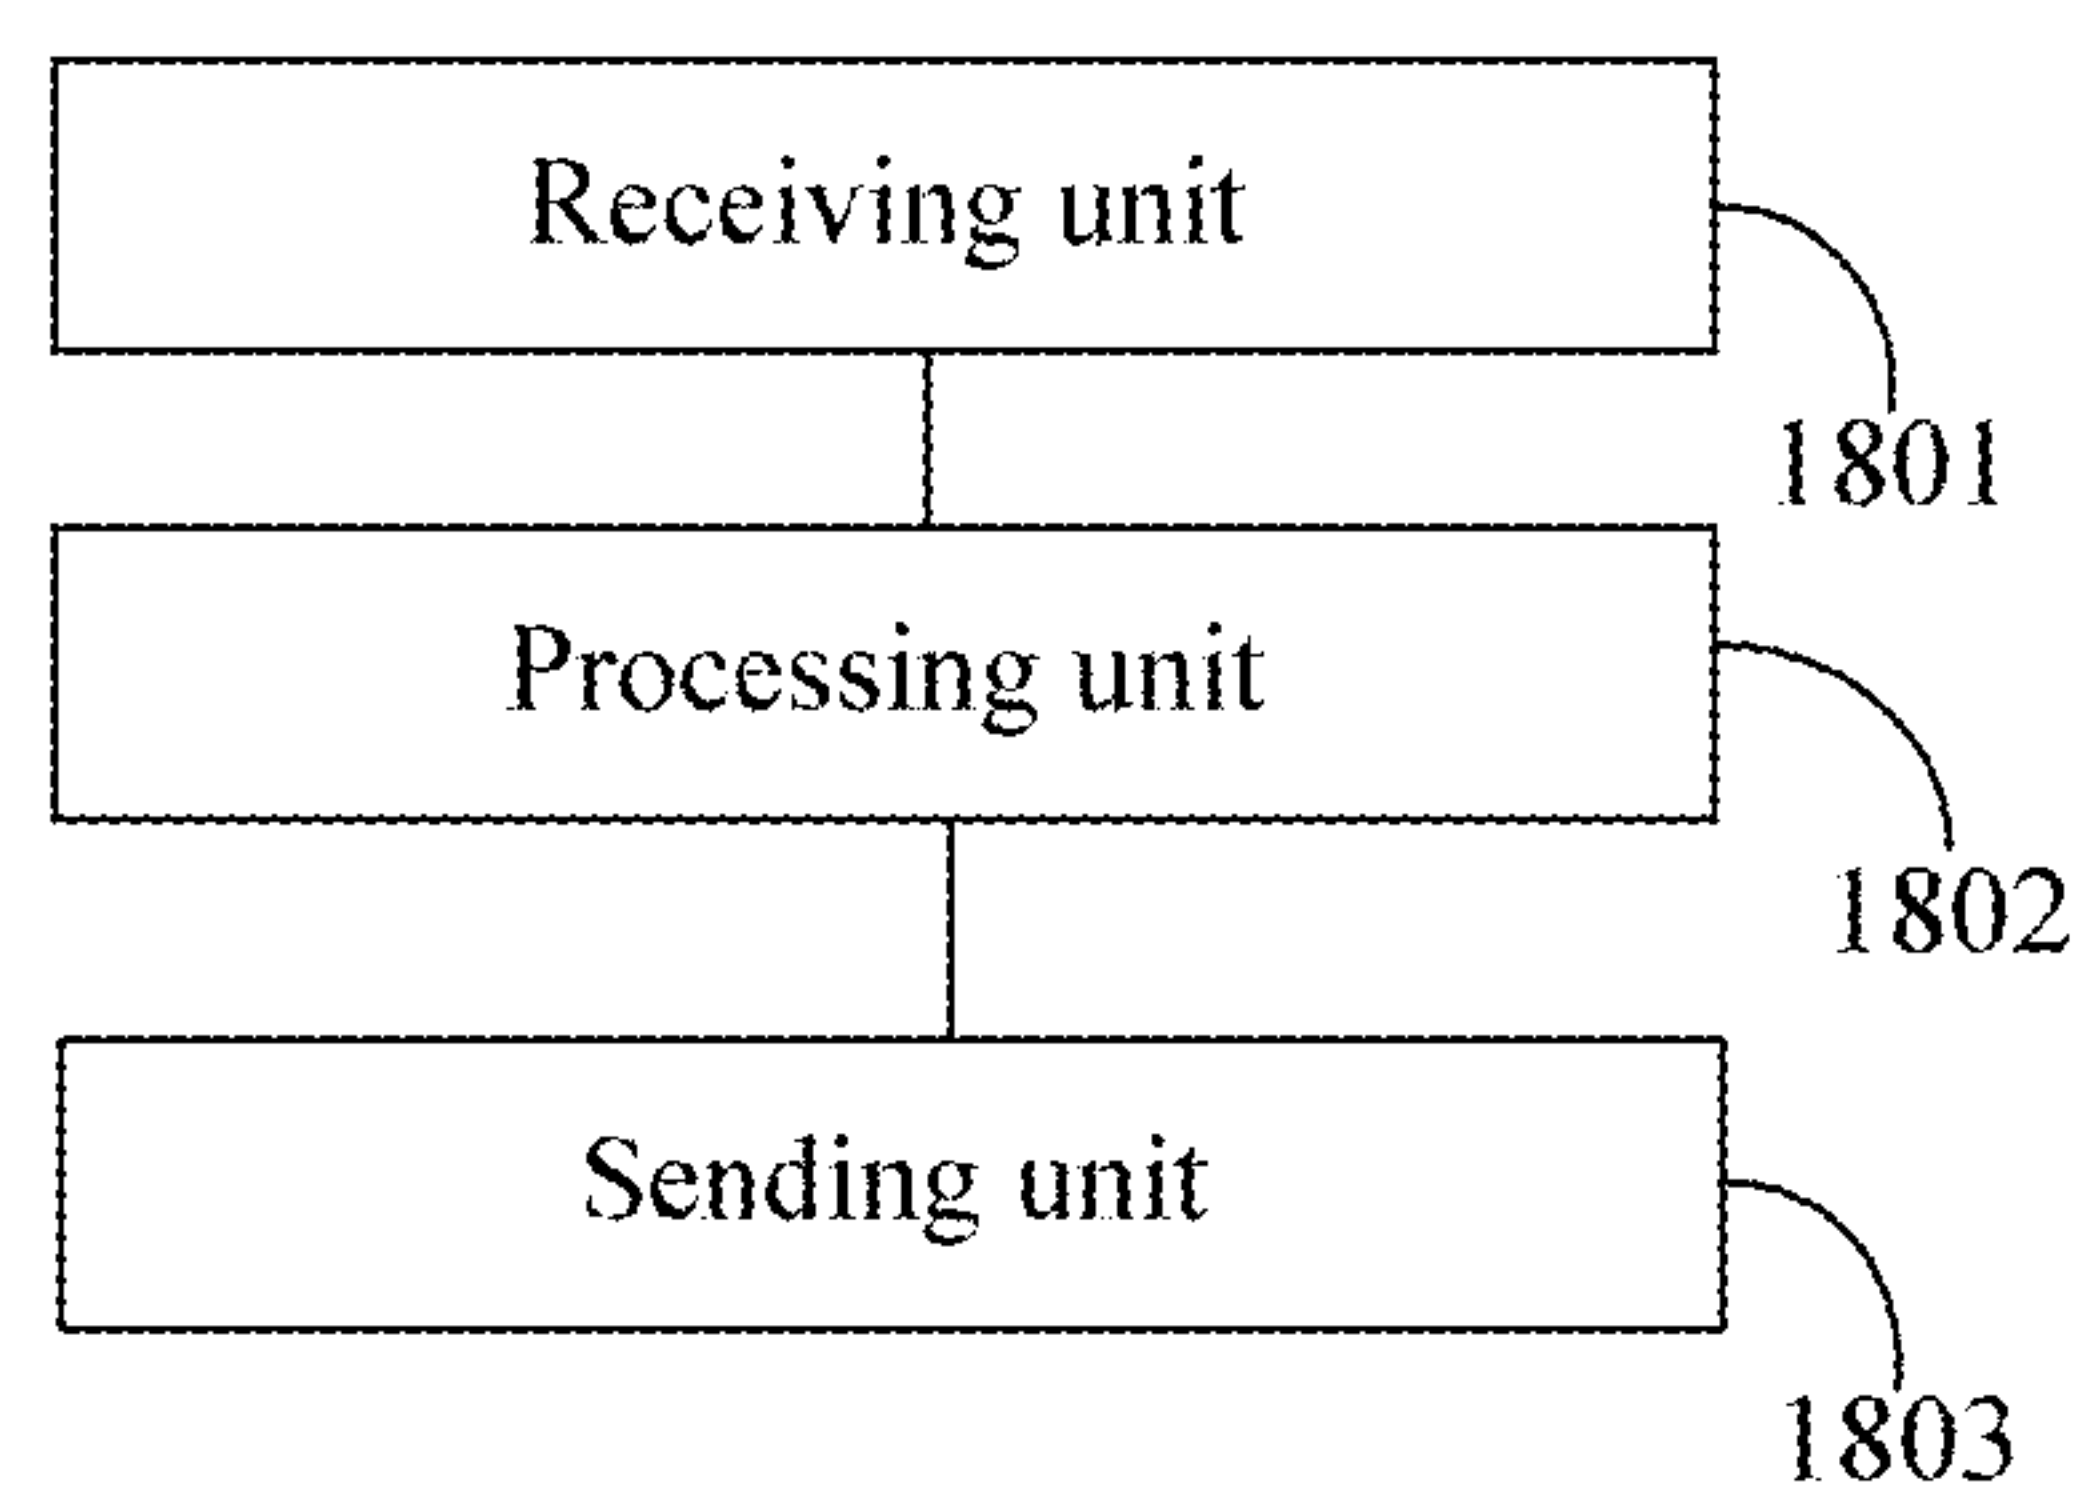 Receiving unit
1801
Processing unit
1802
Sending unit
1803